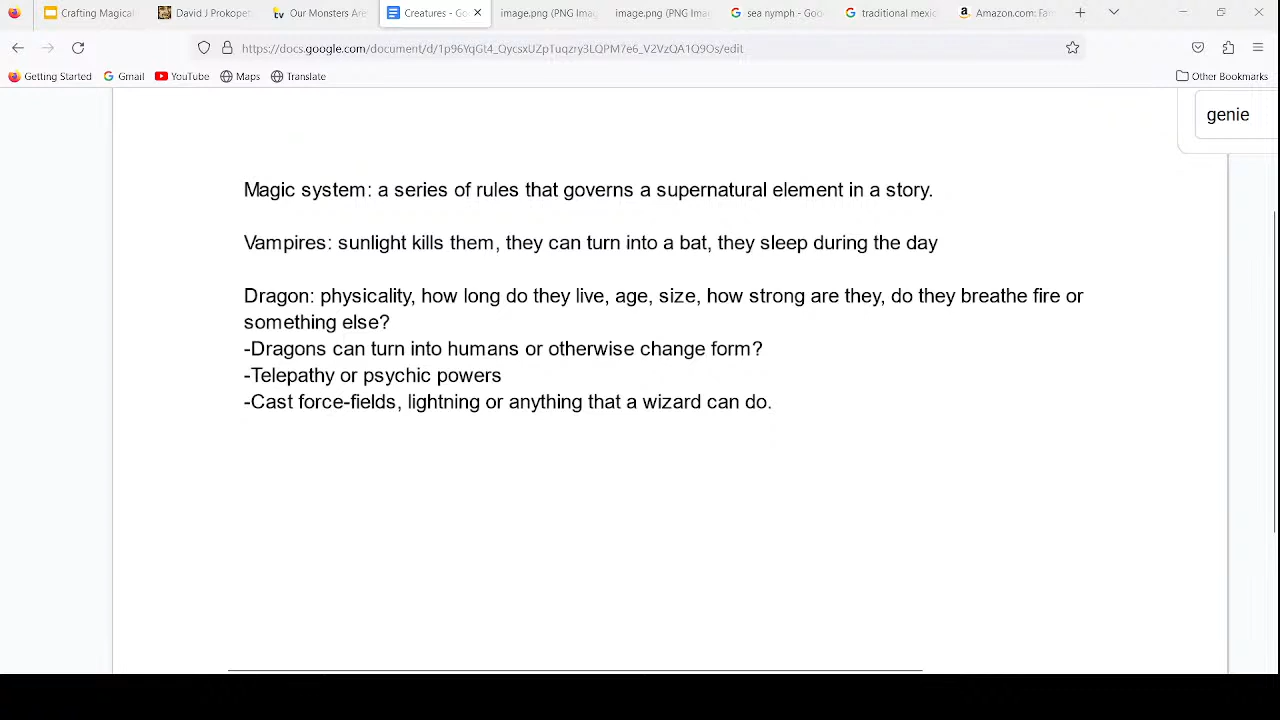 Crafting Magical
David J Prokopet
tv Our Monsters Are
Creatures - Go
image.png (PNG Imag
image.png (PNG Ima
sea nymph - Goo
traditional mexic
Amazon.com: Fan
https://docs.google.com/document/d/1p96YqCr4_QycsxUZpTuqzry3LQPM7e6_V2VzQA1Q9Os/edit
Getting Started
Gmail
YouTube
Maps
Translate
Other Bookmarks
genie
Magic system: a series of rules that governs a supernatural element in a story.
Vampires: sunlight kills them, they can turn into a bat, they sleep during the day
Dragon: physicality, how long do they live, age, size, how strong are they, do they breathe fire or
something else?
-Dragons can turn into humans or otherwise change form?
-Telepathy or psychic powers
-Cast force-fields, lightning or anything that a wizard can do.